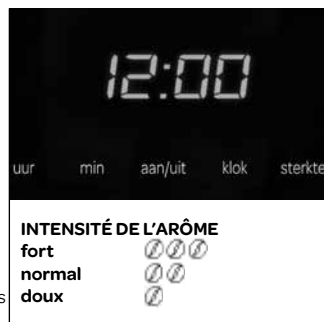 12:00
uur min aan/uit klok sterkte
INTENSITÉ DE L'ARÔME
fort
normal
s doux